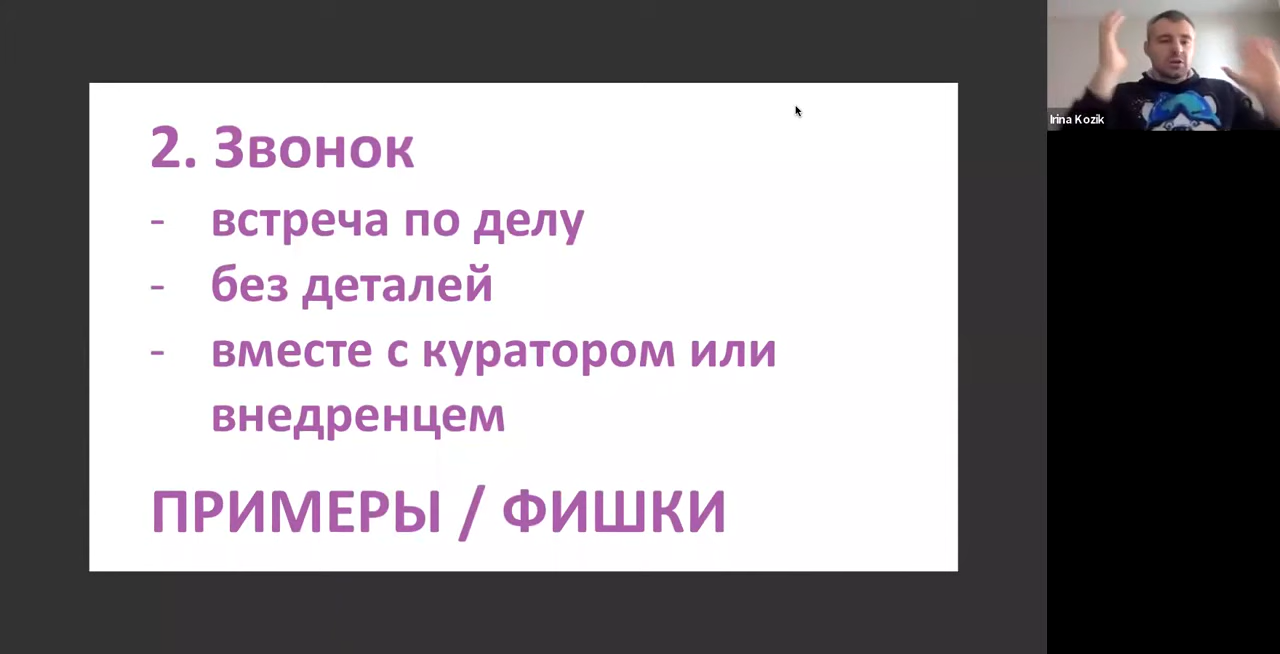 2. Звонок
- встреча по делу
- без деталей
- вместе с куратором или
внедренцем
ПРИМЕРЫ / ФИШКИ
Irina Kozik